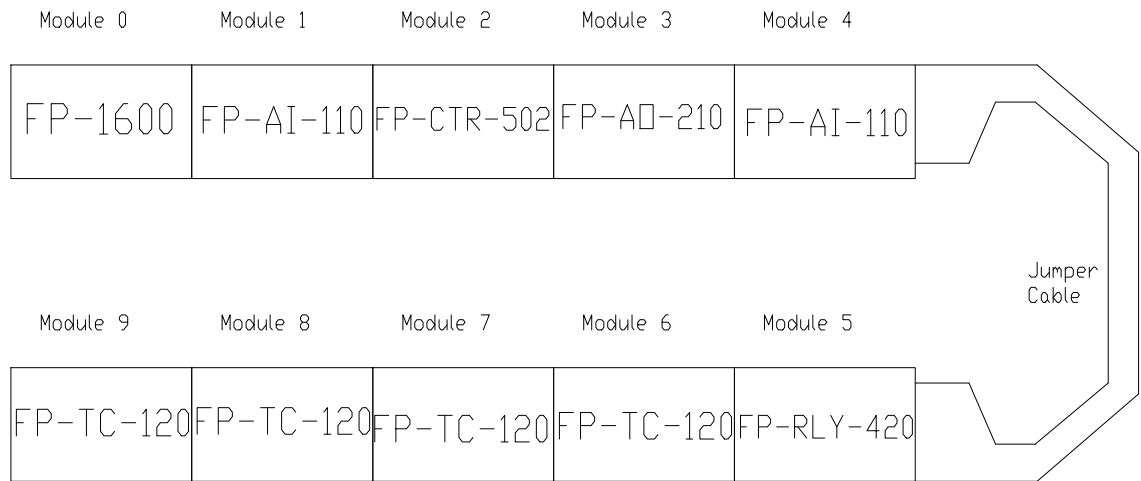 Module 0 Module 1 Module 2 Module 3 Module 4
FP-1600 FP-AI-110 FP-CTR-502 FP-AO-210 FP-AI-110
Jumper
Cable
Module 9 Module 8 Module 7 Module 6 Module 5
FP-TC-120 FP-TC-120 FP-TC-120 FP-TC-120 FP-RLY-420